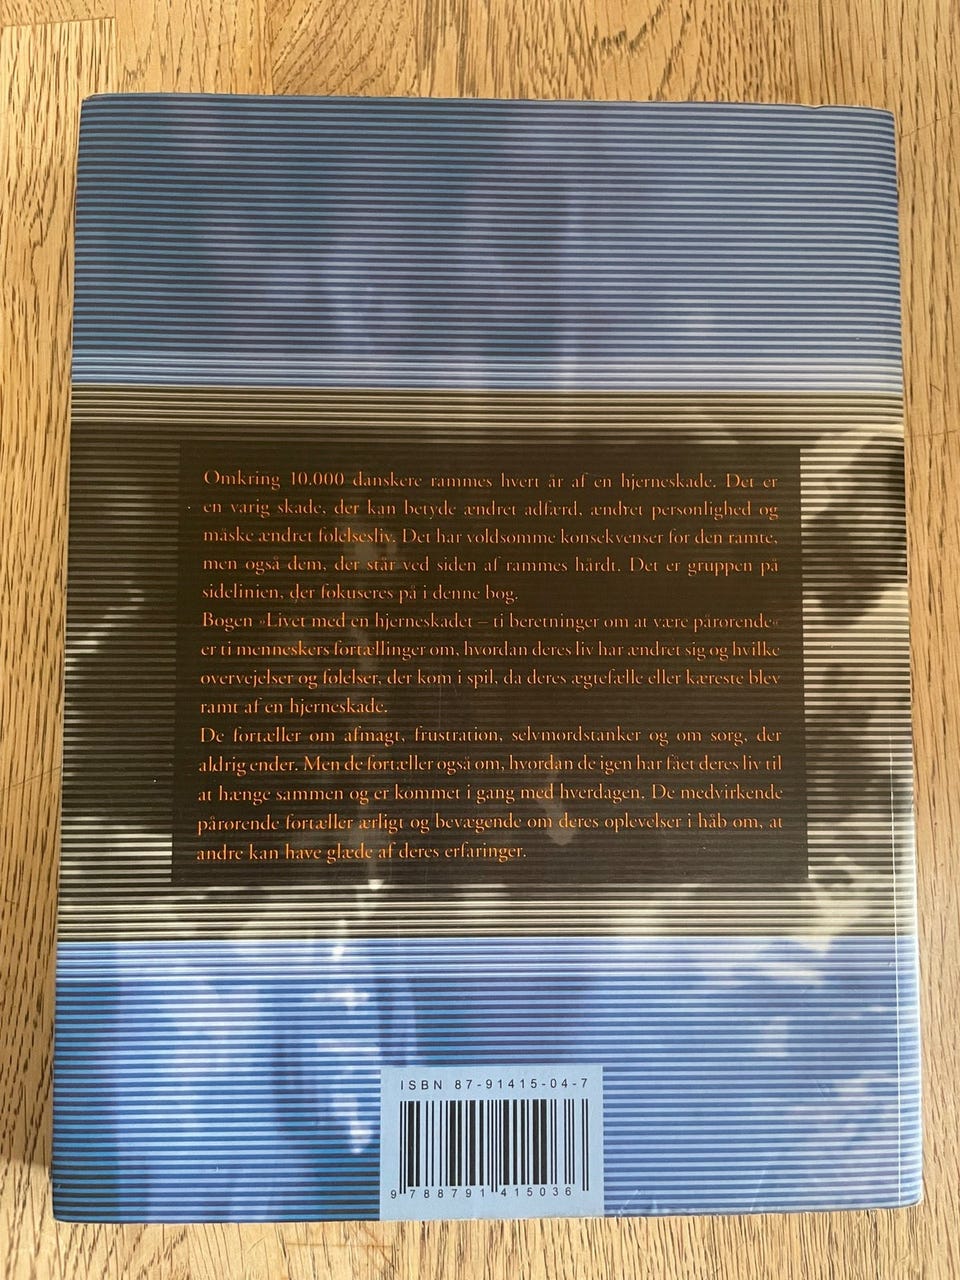 Omkring 10.000 danskere rammes hvert år af en hjerneskade. Det er
en varig skade, der kan betyde ændret adfærd, ændret personlighed og
måske ændret følelsesliv. Det har voldsomme konsekvenser for den ramte,
men også dem, der står ved siden af rammes hårdt. Det er gruppen på
sidelinien, der fokuseres på i denne bog.
Bogen »Livet med en hjerneskadet – ti beretninger om at være pårørende«
er ti menneskers fortællinger om, hvordan deres liv har ændret sig og hvilke
overvejelser og følelser, der kom i spil, da deres ægtefælle eller kæreste blev
ramt af en hjerneskade.
De fortæller om afmagt, frustration, selvmordstanker og om sorg, der
aldrig ender. Men de fortæller også om, hvordan de igen har fået deres liv til
at hænge sammen og er kommet i gang med hverdagen. De medvirkende
pårørende fortæller ærligt og bevægende om deres oplevelser i håb om, at
andre kan have glæde af deres erfaringer.
ISBN 87-91415-04-7
9 788791 415036